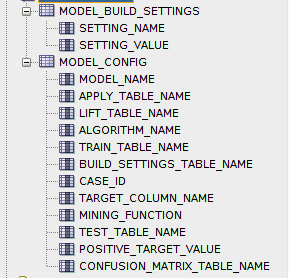 MODEL_BUILD_SETTINGS
SETTING_NAME
SETTING_VALUE
MODEL_CONFIG
MODEL_NAME
APPLY_TABLE_NAME
LIFT_TABLE_NAME
ALGORITHM_NAME
TRAIN_TABLE_NAME
BUILD_SETTINGS_TABLE_NAME
CASE_ID
TARGET_COLUMN_NAME
MINING_FUNCTION
TEST_TABLE_NAME
POSITIVE_TARGET_VALUE
CONFUSION_MATRIX_TABLE_NAME